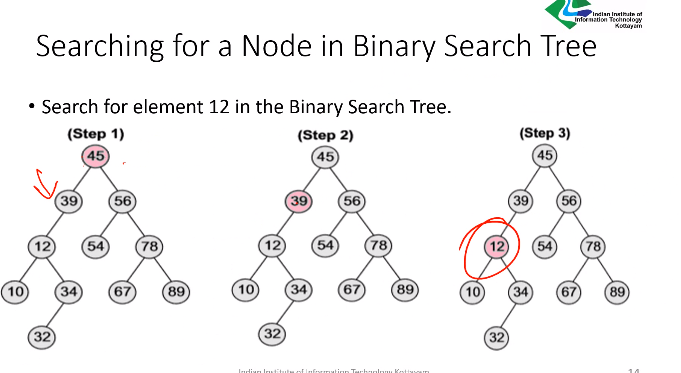 Indian Institute of
Information Technology
Kottayam
Searching for a Node in Binary Search Tree
• Search for element 12 in the Binary Search Tree.
(Step 1)
45
39 56
12 54 78
10 34 67 89
32
(Step 2)
45
39 56
12 54 78
10 34 67 89
32
(Step 3)
45
39 56
12 54 78
10 34 67 89
32
Indian Institute of Information Technology Kottayam
14